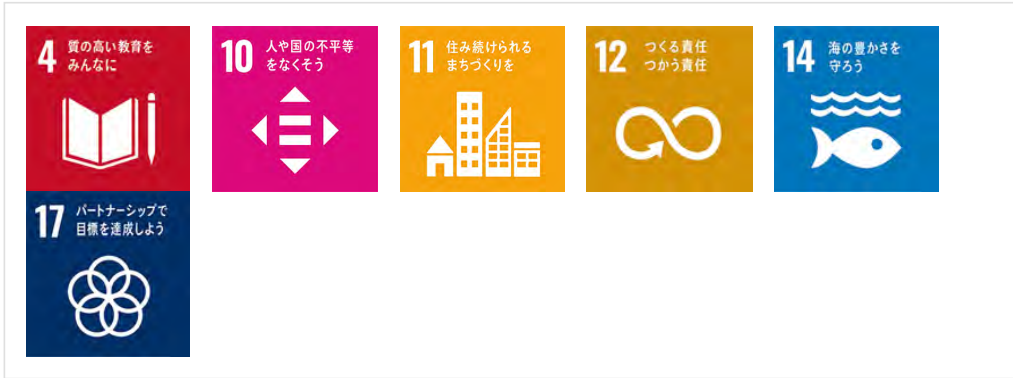 4 質の高い教育を
みんなに
10 人や国の不平等
をなくそう
11 住み続けられる
まちづくりを
12 つくる責任
つかう責任
14 海の豊かさを
守ろう
17 パートナーシップで
目標を達成しよう